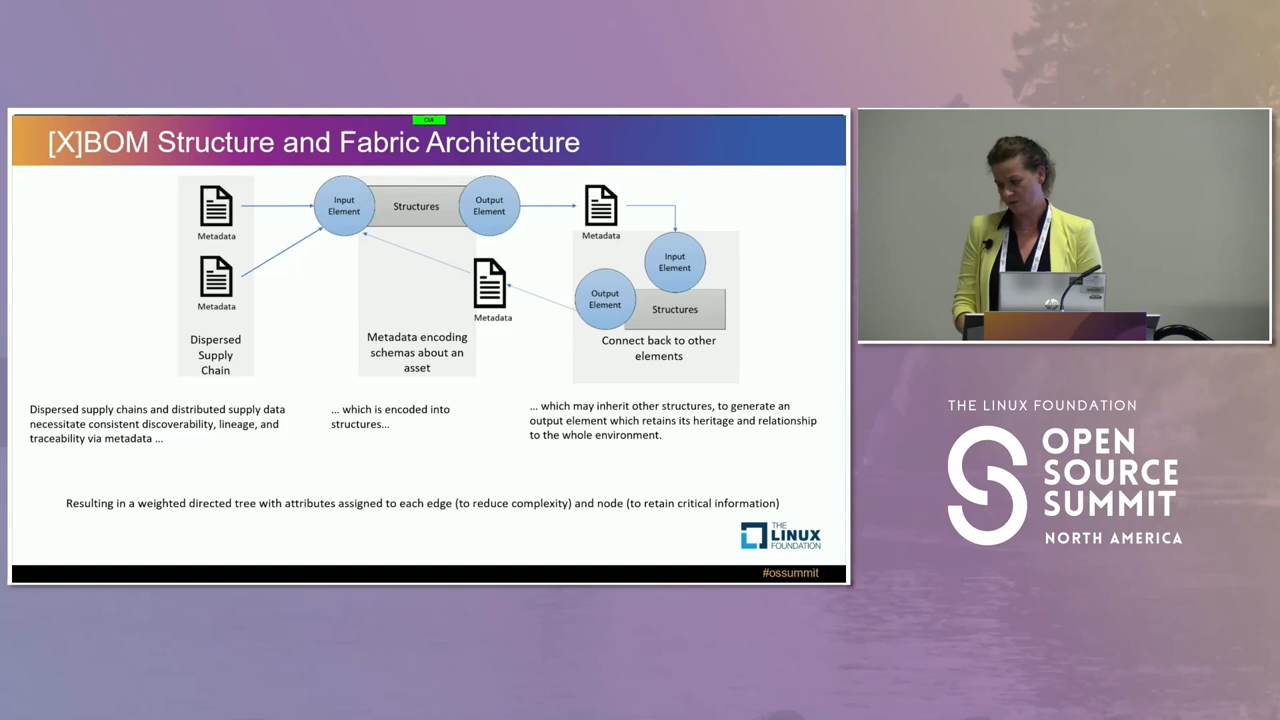 CUI
[X]BOM Structure and Fabric Architecture
Metadata
Metadata
Dispersed
Supply
Chain
Input
Element
Structures
Output
Element
Metadata encoding
schemas about an
asset
Metadata
Metadata
Input
Element
Output
Element
Structures
Connect back to other
elements
Dispersed supply chains and distributed supply data
necessitate consistent discoverability, lineage, and
traceability via metadata ...
... which is encoded into
structures...
... which may inherit other structures, to generate an
output element which retains its heritage and relationship
to the whole environment.
Resulting in a weighted directed tree with attributes assigned to each edge (to reduce complexity) and node (to retain critical information)
THE
LINUX
FOUNDATION
#ossummit
hp
THE LINUX FOUNDATION
OPEN
SOURCE
SUMMIT
NORTH AMERICA